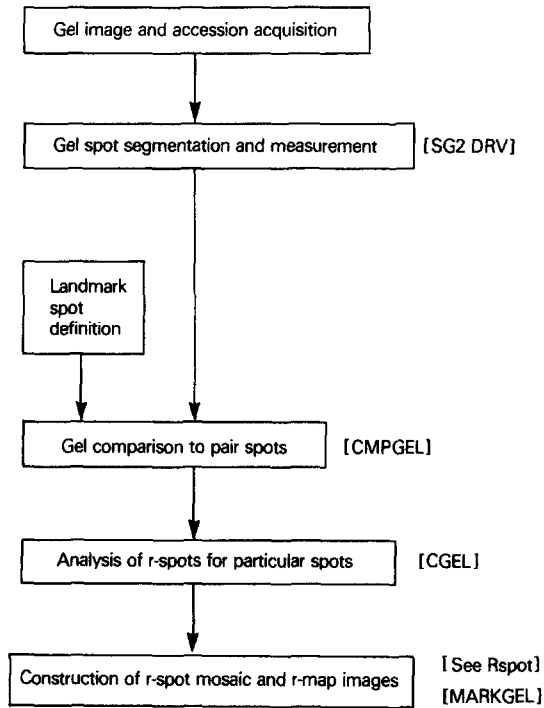 Gel image and accession acquisition
Gel spot segmentation and measurement [SG2 DRV]
Landmark
spot
definition
Gel comparison to pair spots [CMPGEL]
Analysis of r-spots for particular spots [CGEL]
Construction of r-spot mosaic and r-map images [See Rspot]
[MARKGEL]